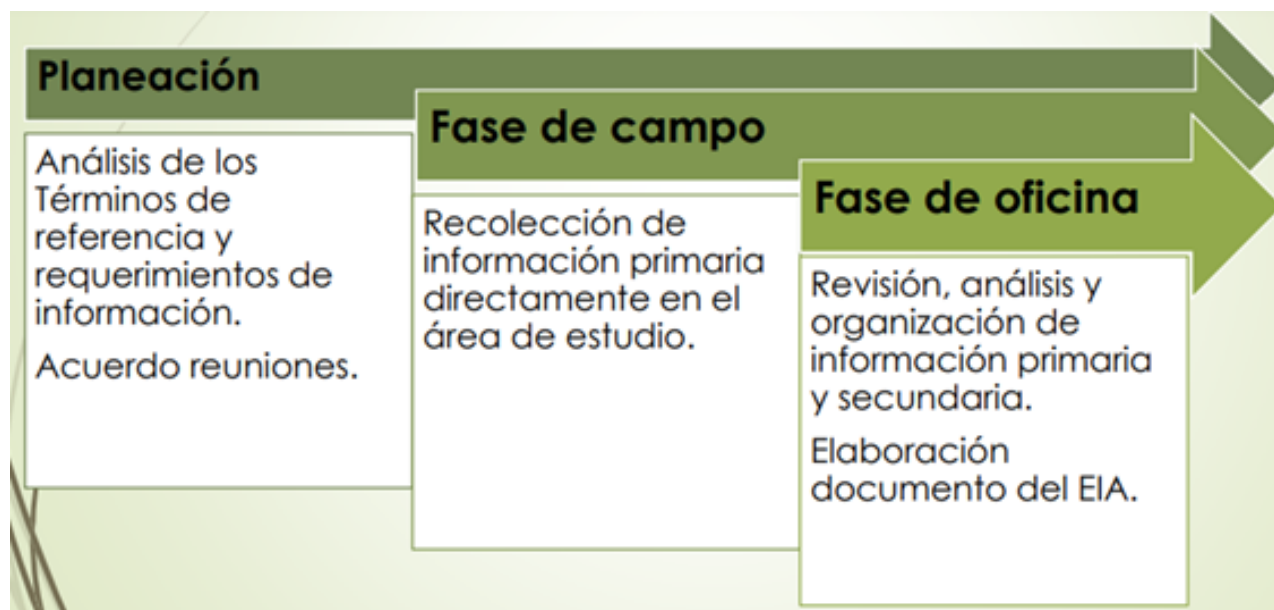 Planeación
Análisis de los
Términos de
referencia y
requerimientos de
información.
Acuerdo reuniones.
Fase de campo
Recolección de
información primaria
directamente en el
área de estudio.
Fase de oficina
Revisión, análisis y
organización de
información primaria
y secundaria.
Elaboración
documento del EIA.